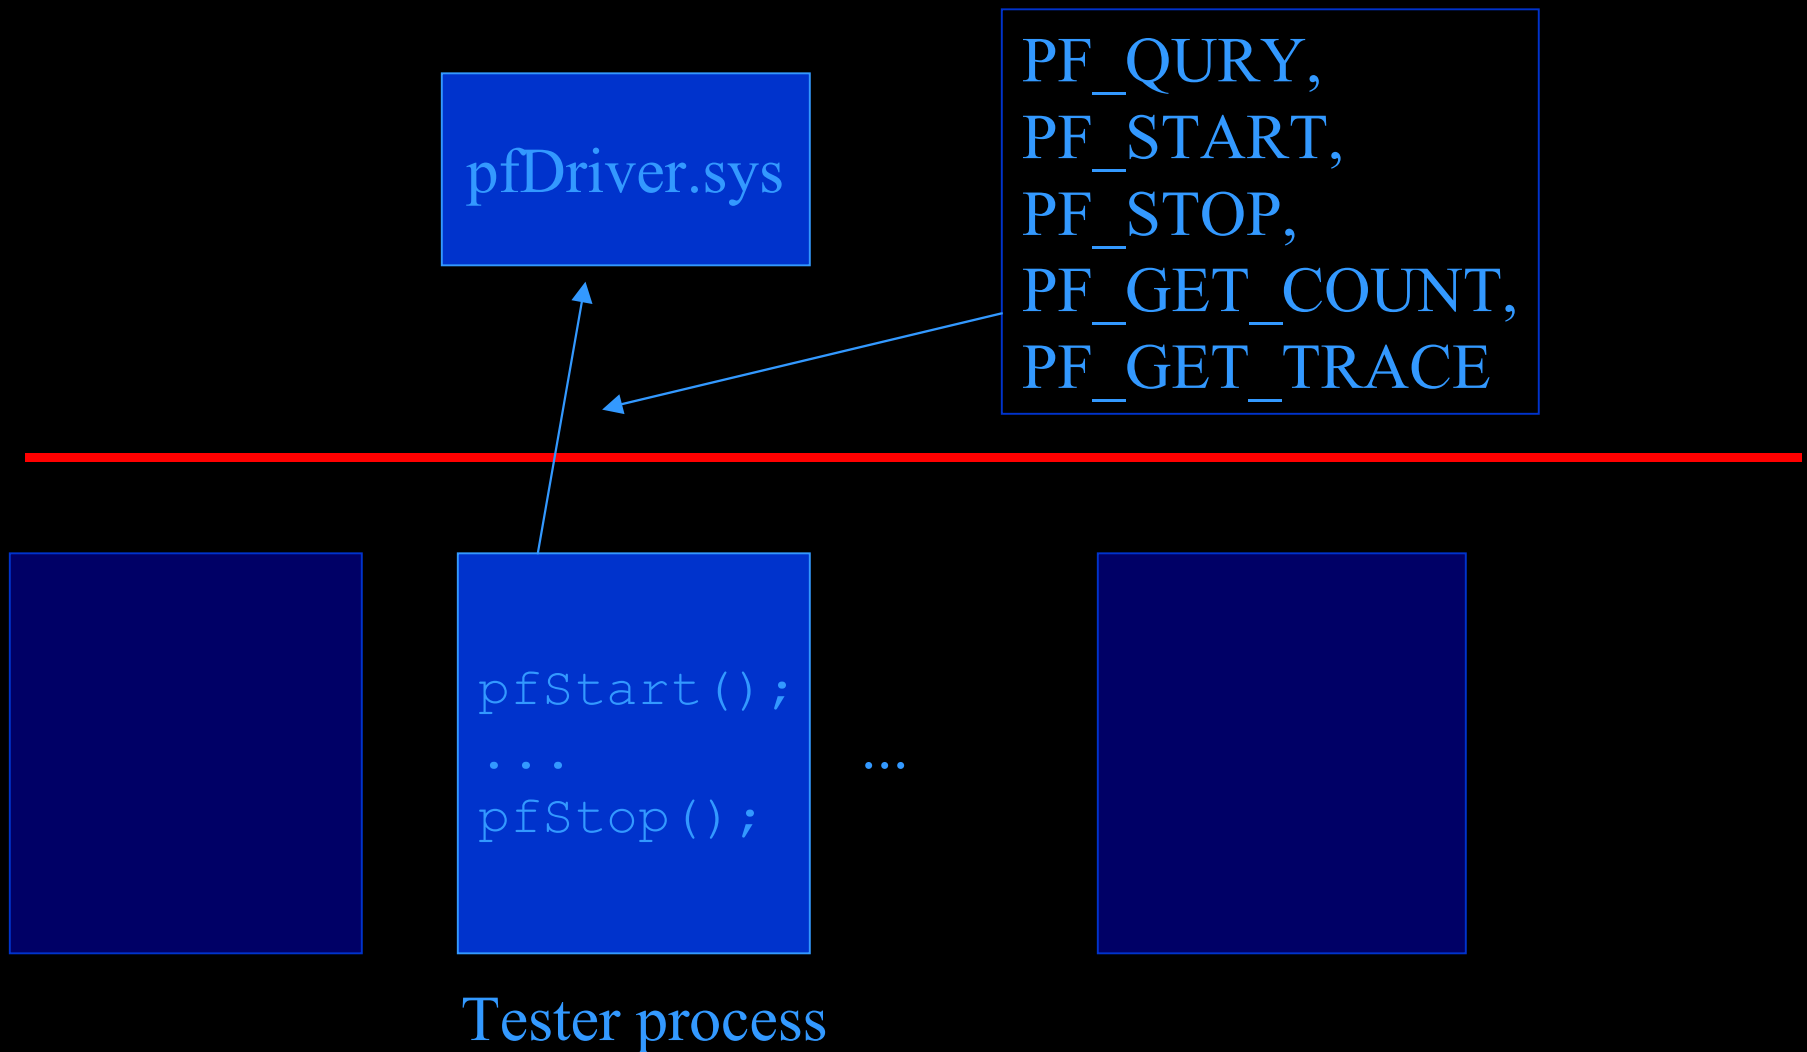 pfDriver.sys
PF_QURY,
PF_START,
PF_STOP,
PF_GET_COUNT,
PF_GET_TRACE
pfStart();
...
pfStop();
...
Tester process